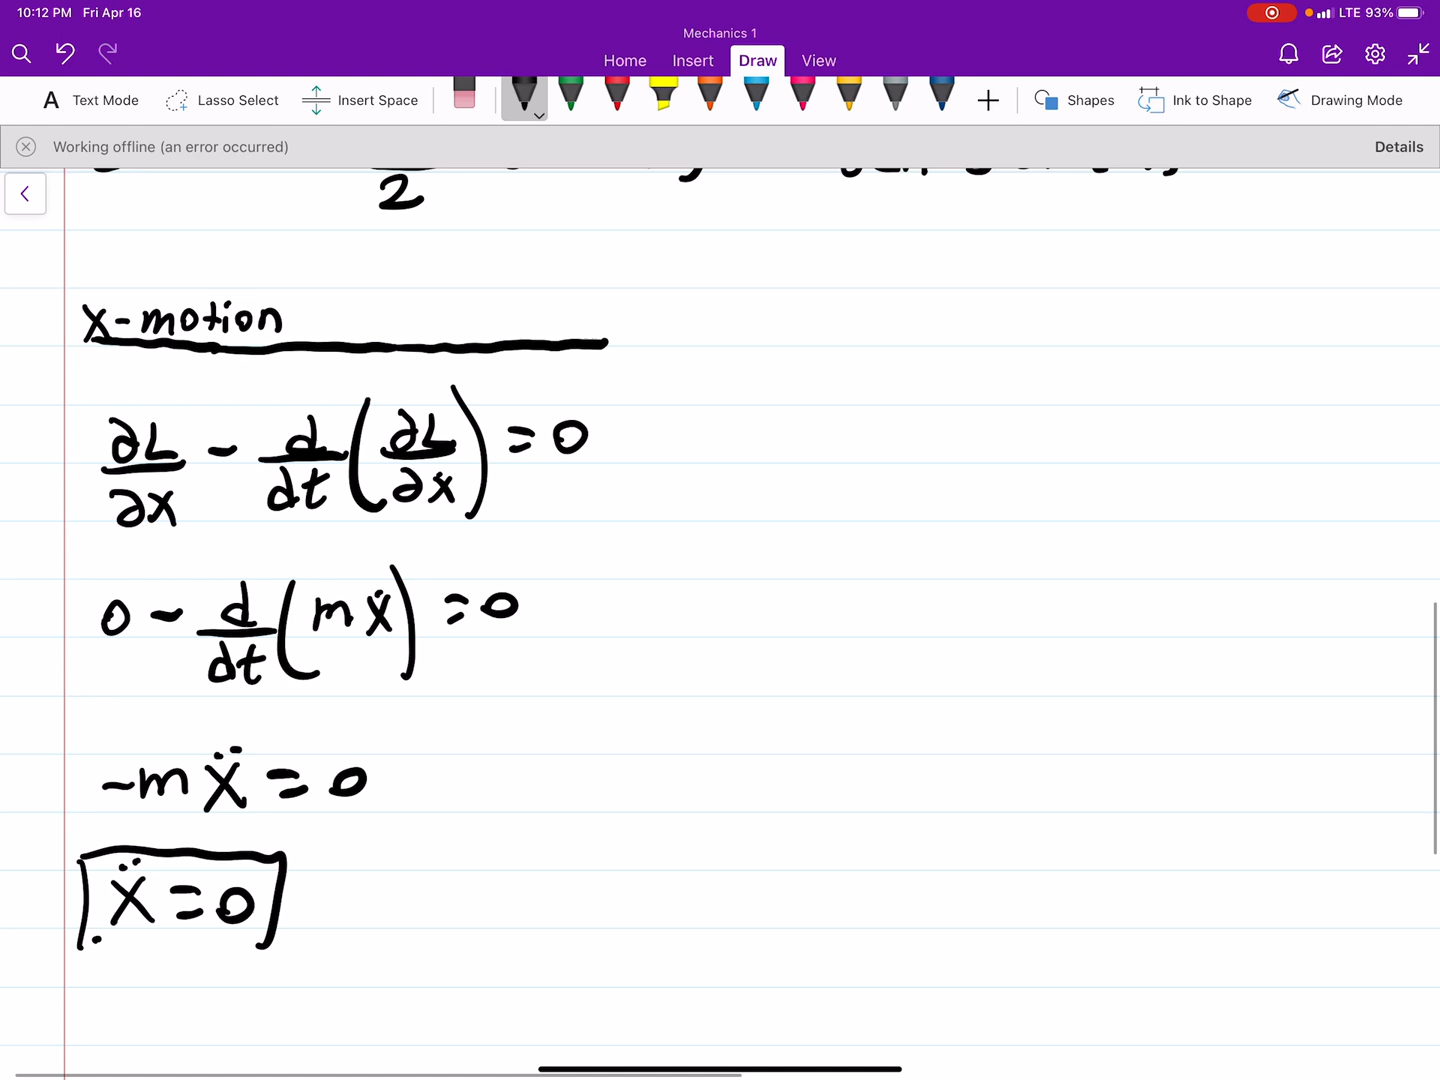 10:12 PM Fri Apr 16
LTE 93%
Mechanics 1
Home Insert Draw View
A Text Mode Lasso Select Insert Space Shapes Ink to Shape Drawing Mode
Working offline (an error occurred) Details
2
x-motion
∂L/∂x - d/dt (∂L/∂ẋ) = 0
0 - d/dt (mẋ) = 0
-mẍ = 0
ẍ = 0